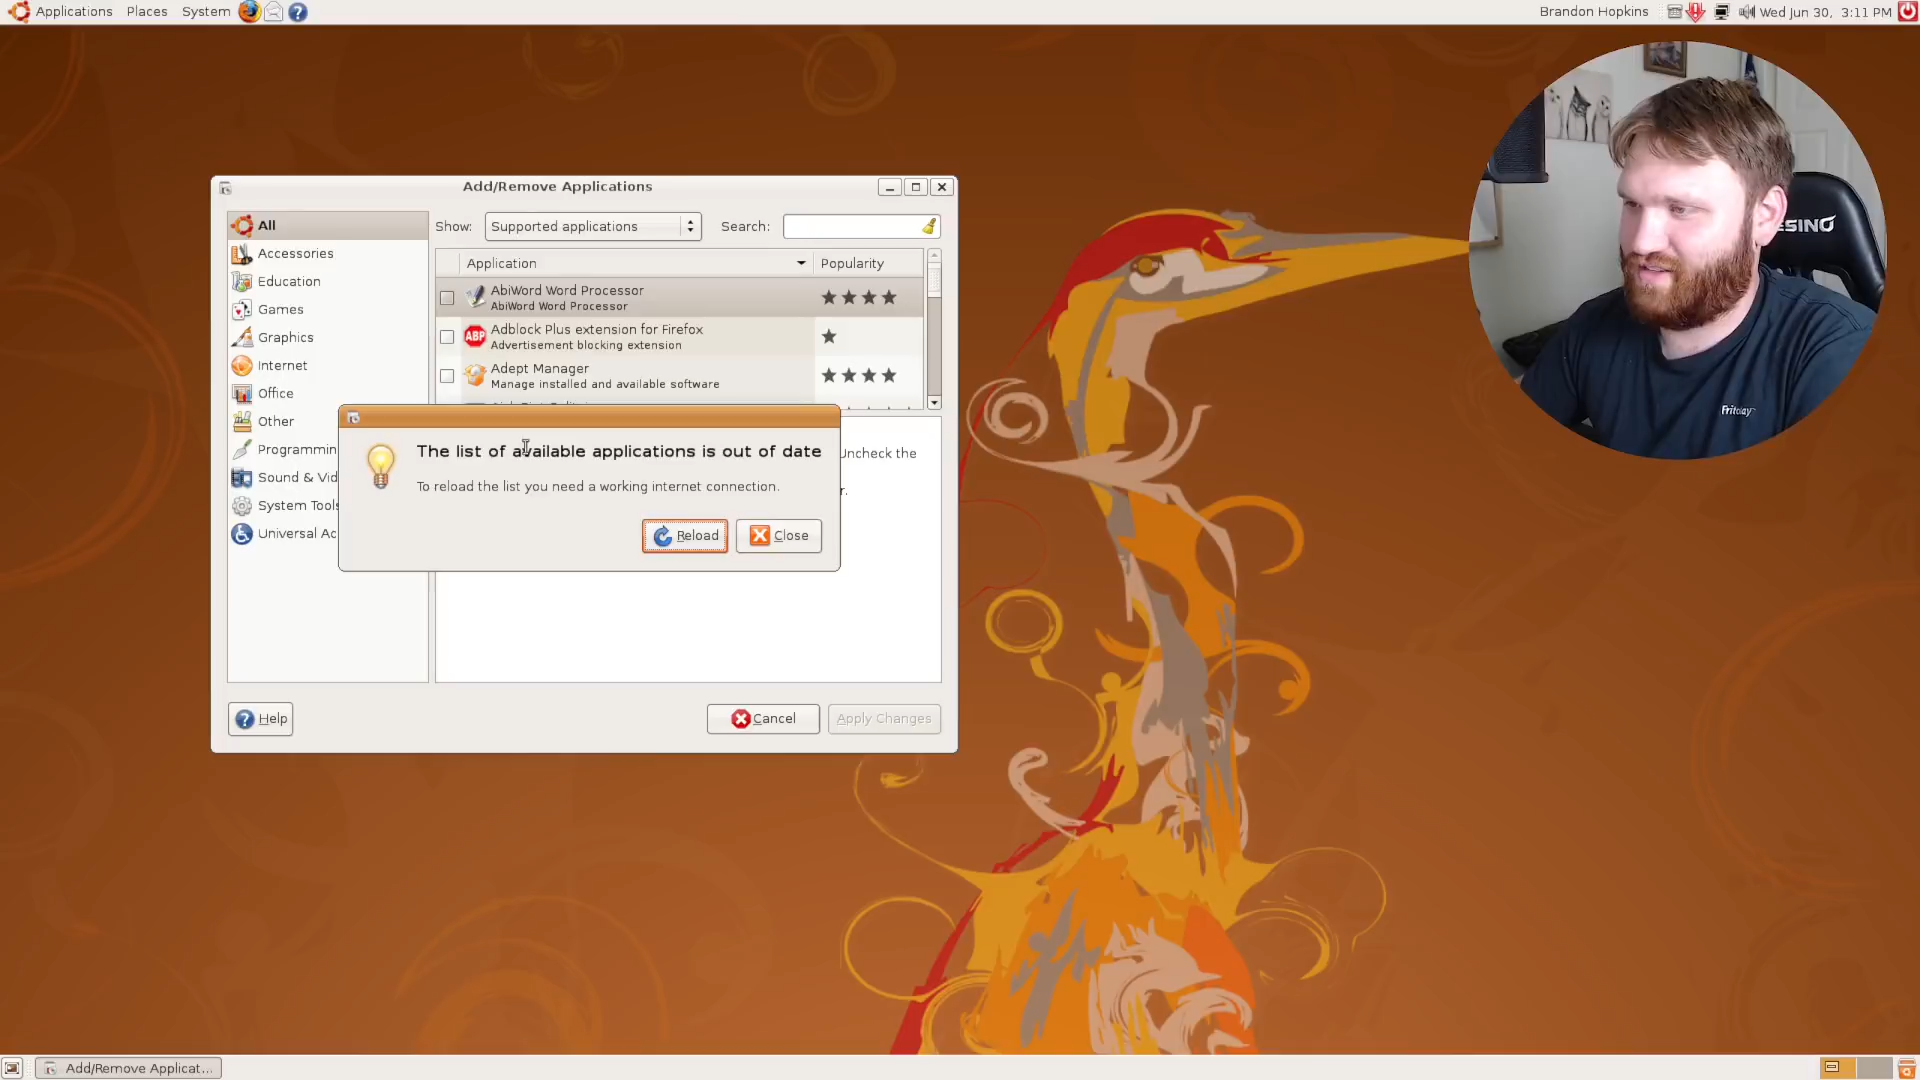 Applications Places System
Brandon Hopkins
Wed Jun 30, 3:11 PM
Add/Remove Applications
All
Accessories
Education
Games
Graphics
Internet
Office
Other
Programmin
Sound & Vid
System Tools
Universal Ac
Show: Supported applications Search:
Application Popularity
AbiWord Word Processor
AbiWord Word Processor
ABP
Adblock Plus extension for Firefox
Advertisement blocking extension
Adept Manager
Manage installed and available software
Uncheck the
r.
The list of available applications is out of date
To reload the list you need a working internet connection.
Reload Close
Help Cancel Apply Changes
ESINO
Add/Remove Applicat...